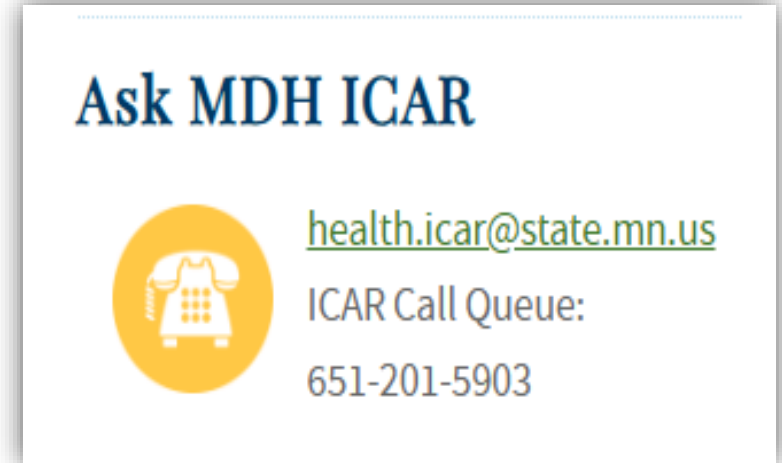 Ask MDH ICAR
health.icar@state.mn.us
ICAR Call Queue:
651-201-5903